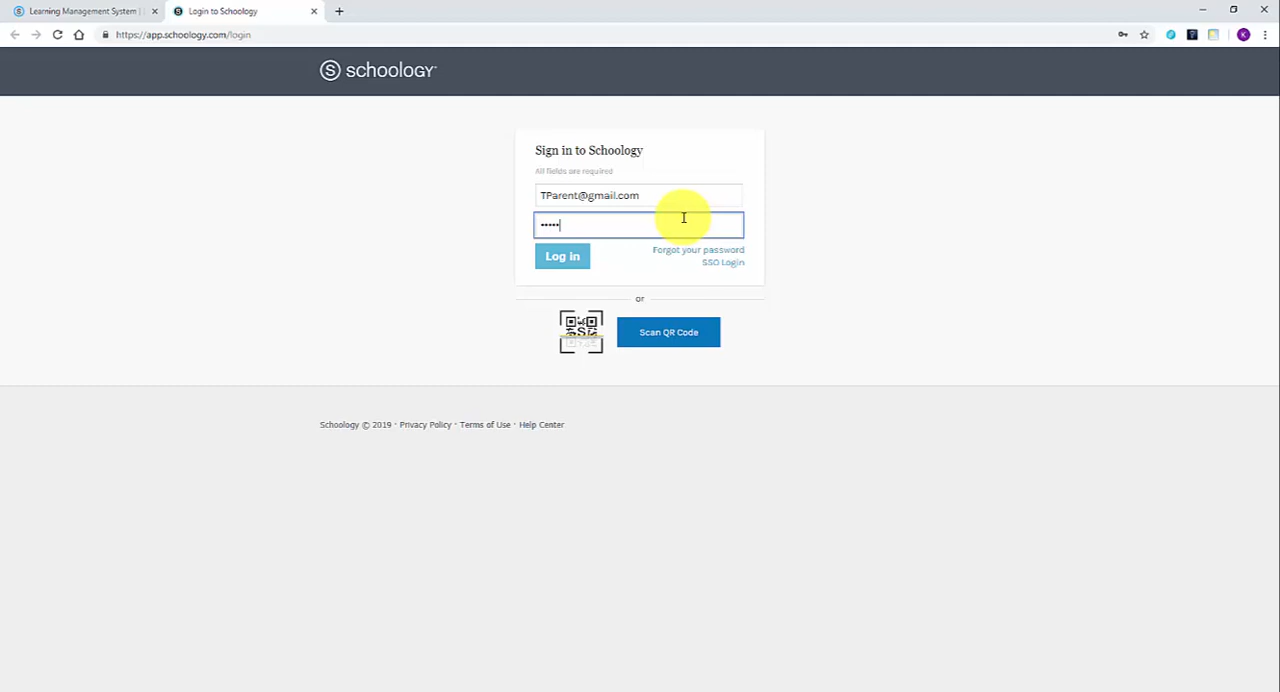 Learning Management System |
Login to Schoology
https://app.schoology.com/login
K
S schoology
Sign in to Schoology
All fields are required
TParent@gmail.com
•••••
Log in
Forgot your password
SSO Login
or
Scan QR Code
Schoology © 2019 · Privacy Policy · Terms of Use · Help Center